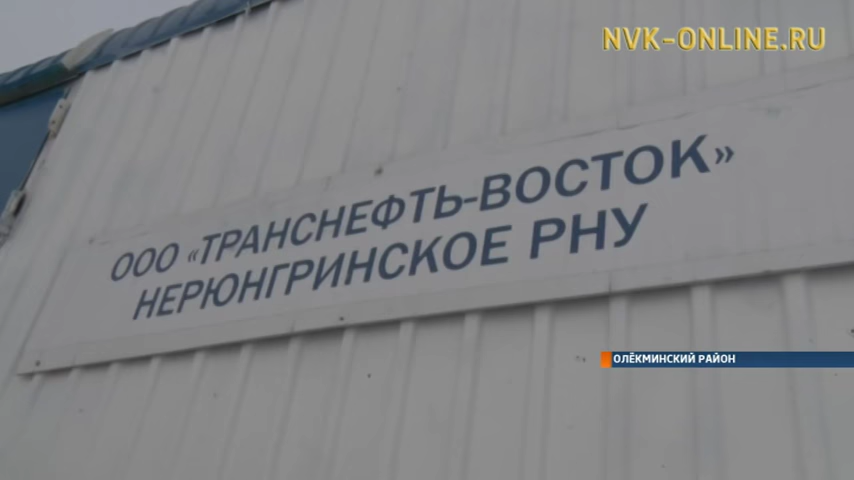 NVK-ONLINE.RU
ООО «ТРАНСНЕФТЬ-ВОСТОК»
НЕРЮНГРИНСКОЕ РНУ
ОЛЁКМИНСКИЙ РАЙОН